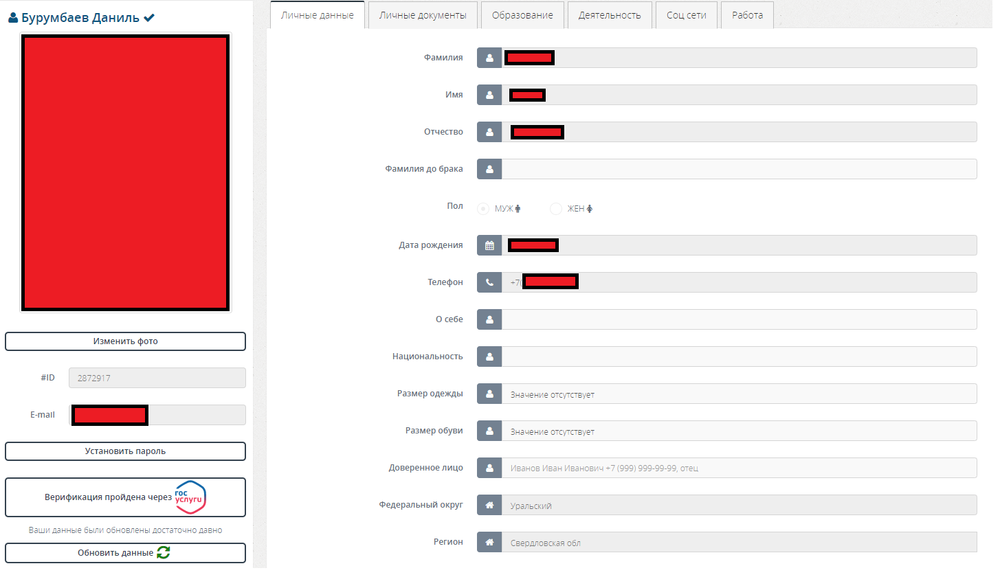 Бурумбаев Даниль
Изменить фото
#ID 2872917
E-mail
Установить пароль
Верификация пройдена через гос услуги
Ваши данные были обновлены достаточно давно
Обновить данные
Личные данные Личные документы Образование Деятельность Соц сети Работа
Фамилия
Имя
Отчество
Фамилия до брака
Пол МУЖ ЖЕН
Дата рождения
Телефон +7(
О себе
Национальность
Размер одежды Значение отсутствует
Размер обуви Значение отсутствует
Доверенное лицо Иванов Иван Иванович +7 (999) 999-99-99, отец
Федеральный округ Уральский
Регион Свердловская обл